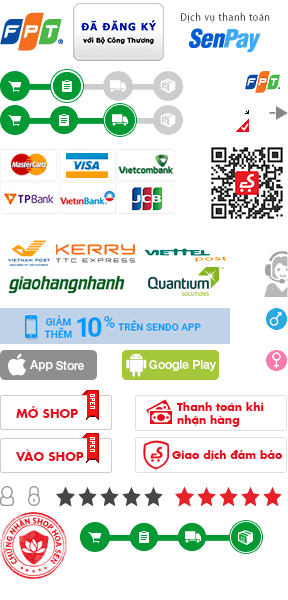 FPT
ĐÃ ĐĂNG KÝ
với Bộ Công Thương
Dịch vụ thanh toán
SenPay
FPT
MasterCard
VISA
Vietcombank
TPBank
VietinBank
JCB
VIETNAM POST
KERRY
TTC EXPRESS
VIETTEL
post
giaohangnhanh
Quantium
SOLUTIONS
GIẢM THÊM 10% TRÊN SENDO APP
App Store
Google Play
MỞ SHOP
OPEN
Thanh toán khi
nhận hàng
VÀO SHOP
OPEN
Giao dịch đảm bảo
CHỨNG NHẬN SHOP HOA SEN